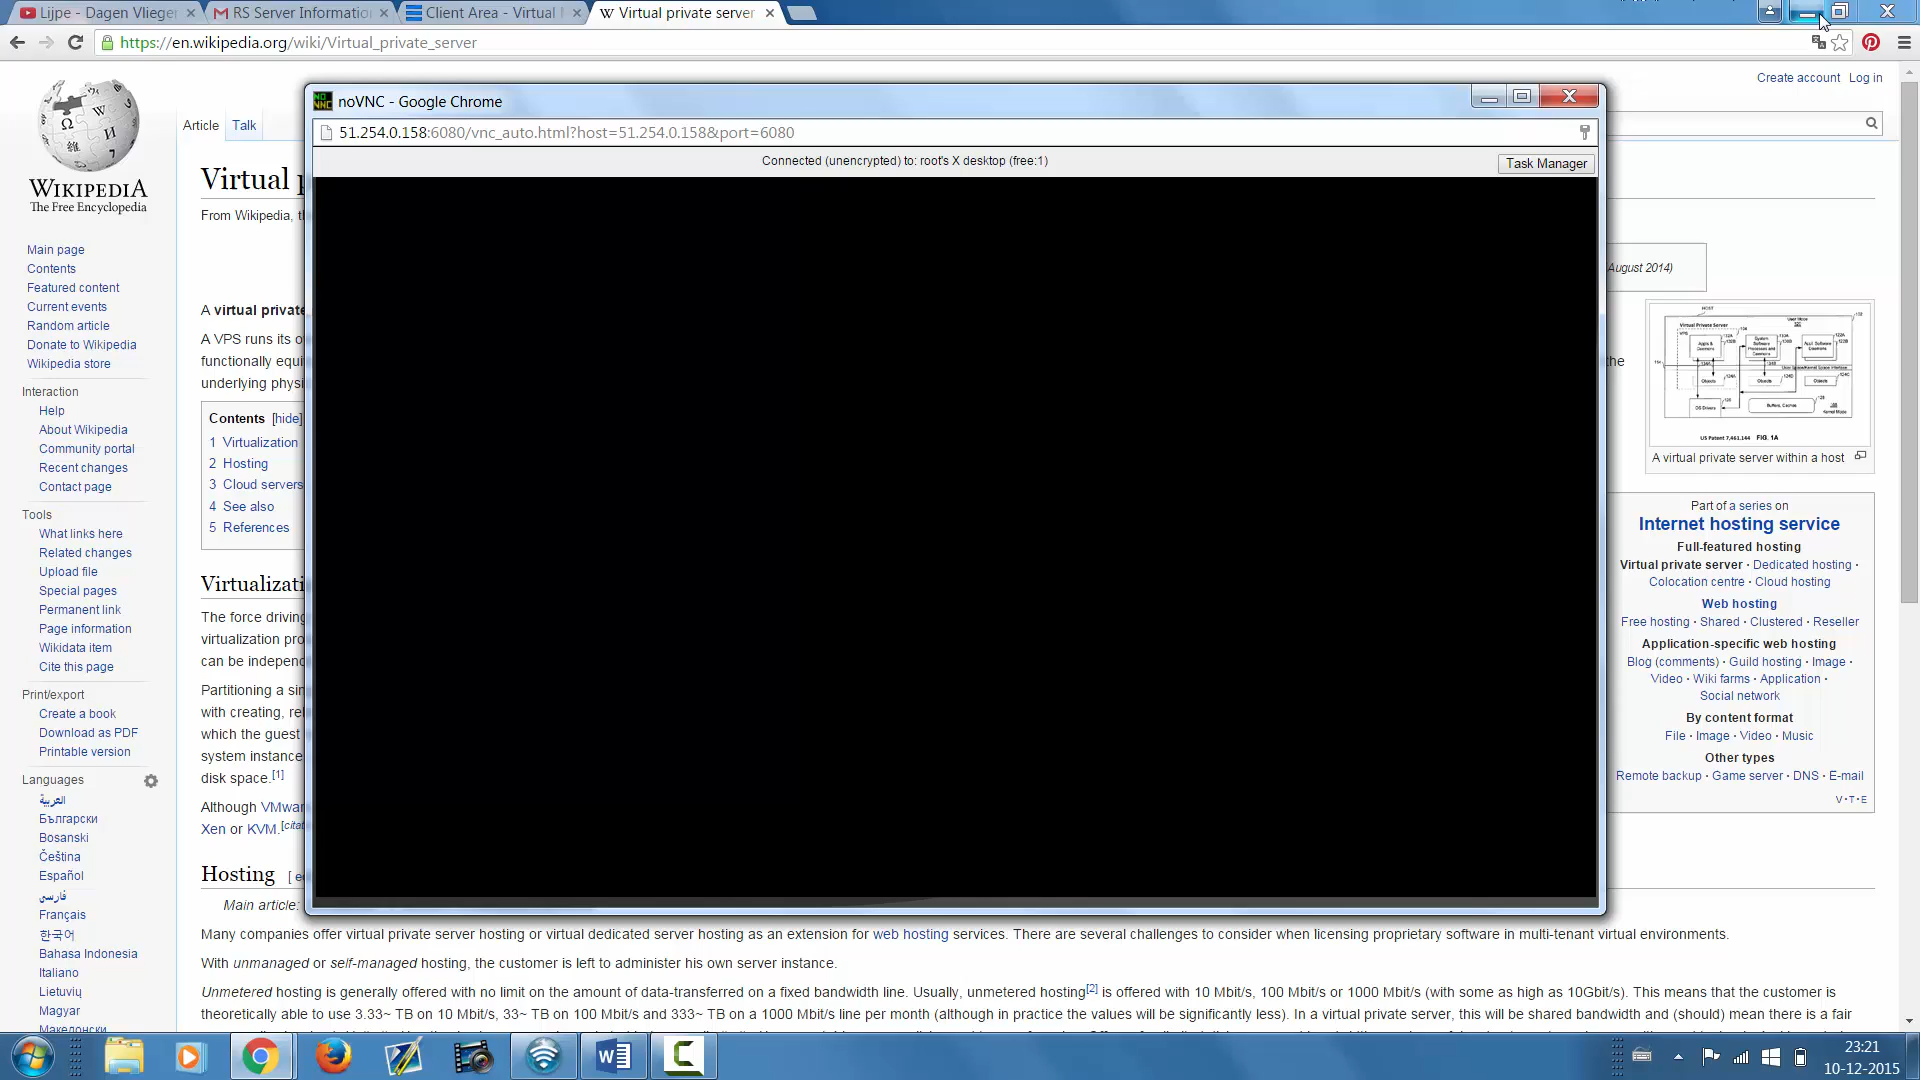 Lijpe - Dagen Vlieger
RS Server Informatio
Client Area - Virtual
Virtual private server
https://en.wikipedia.org/wiki/Virtual_private_server
Create account Log in
WIKIPEDIA
The Free Encyclopedia
Article Talk
noVNC - Google Chrome
51.254.0.158:6080/vnc_auto.html?host=51.254.0.158&port=6080
Connected (unencrypted) to: root's X desktop (free:1)
Task Manager
Virtual
From Wikipedia,
August 2014)
Main page
Contents
Featured content
Current events
Random article
Donate to Wikipedia
Wikipedia store
Interaction
Help
About Wikipedia
Community portal
Recent changes
Contact page
Tools
What links here
Related changes
Upload file
Special pages
Permanent link
Page information
Wikidata item
Cite this page
Print/export
Create a book
Download as PDF
Printable version
Languages
العربية
Български
Bosanski
Čeština
Español
فارسی
Français
한국어
Bahasa Indonesia
Italiano
Lietuvių
Magyar
Македонски
A virtual private
A VPS runs its
functionally equi
the
underlying physi
Contents [hide]
1 Virtualization
2 Hosting
3 Cloud servers
4 See also
5 References
Virtualizati
The force driving
virtualization pro
can be independ
Partitioning a sin
with creating, re
which the guest
system instance
disk space.[1]
Although VMwar
Xen or KVM.[citat
Hosting [ e
Main article:
Many companies offer virtual private server hosting or virtual dedicated server hosting as an extension for web hosting services. There are several challenges to consider when licensing proprietary software in multi-tenant virtual environments.
With unmanaged or self-managed hosting, the customer is left to administer his own server instance.
Unmetered hosting is generally offered with no limit on the amount of data-transferred on a fixed bandwidth line. Usually, unmetered hosting[2] is offered with 10 Mbit/s, 100 Mbit/s or 1000 Mbit/s (with some as high as 10Gbit/s). This means that the customer is
theoretically able to use 3.33~ TB on 10 Mbit/s, 33~ TB on 100 Mbit/s and 333~ TB on a 1000 Mbit/s line per month (although in practice the values will be significantly less). In a virtual private server, this will be shared bandwidth and (should) mean there is a fair
Virtual Private Server
US Patent 7,461,144 FIG. 1A
A virtual private server within a host
Part of a series on
Internet hosting service
Full-featured hosting
Virtual private server · Dedicated hosting ·
Colocation centre · Cloud hosting
Web hosting
Free hosting · Shared · Clustered · Reseller
Application-specific web hosting
Blog (comments) · Guild hosting · Image ·
Video · Wiki farms · Application ·
Social network
By content format
File · Image · Video · Music
Other types
Remote backup · Game server · DNS · E-mail
V · T · E
23:21
10-12-2015